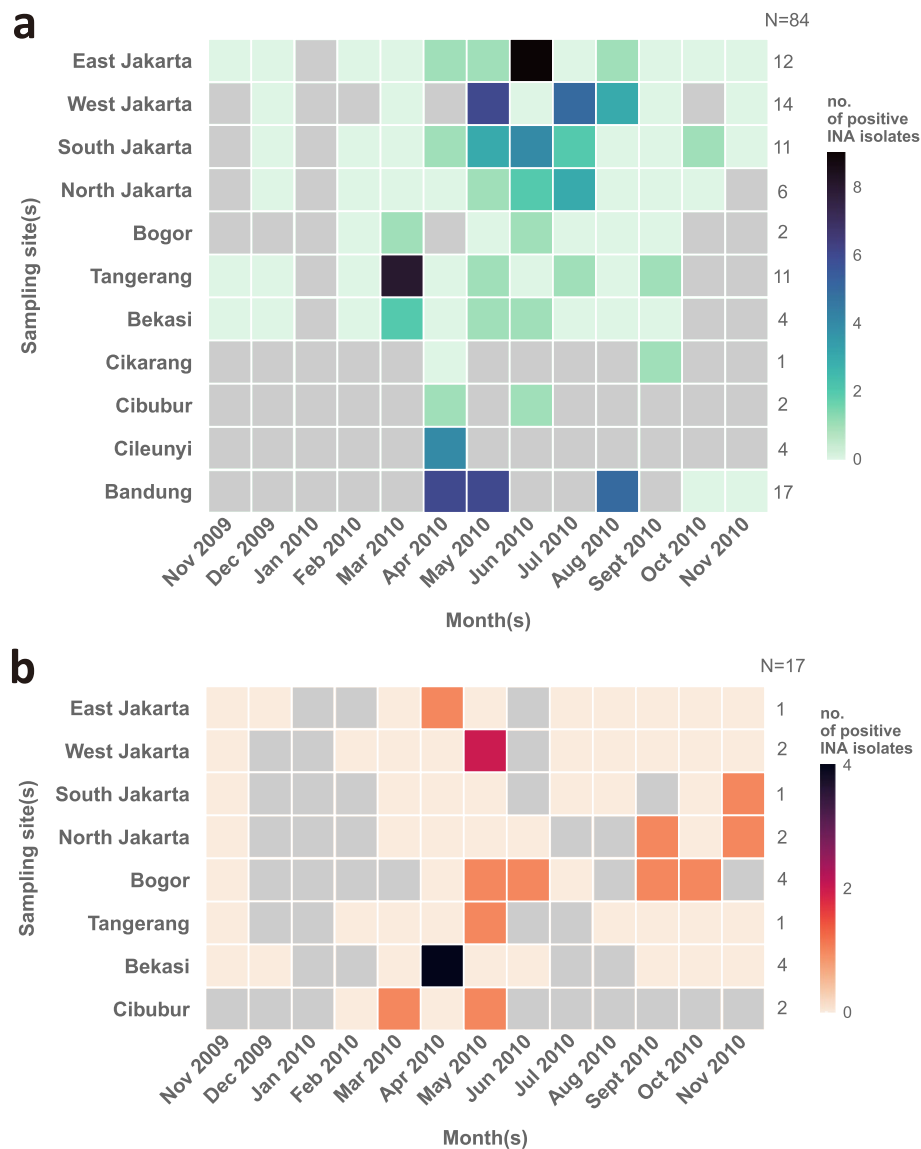 a
N=84
East Jakarta 12
West Jakarta 14
South Jakarta 11
North Jakarta 6
Bogor 2
Tangerang 11
Bekasi 4
Cikarang 1
Cibubur 2
Cileunyi 4
Bandung 17
Sampling site(s)
Nov 2009
Dec 2009
Jan 2010
Feb 2010
Mar 2010
Apr 2010
May 2010
Jun 2010
Jul 2010
Aug 2010
Sept 2010
Oct 2010
Nov 2010
Month(s)
no.
of positive
INA isolates
8
6
4
2
0
b
N=17
East Jakarta 1
West Jakarta 2
South Jakarta 1
North Jakarta 2
Bogor 4
Tangerang 1
Bekasi 4
Cibubur 2
Sampling site(s)
Nov 2009
Dec 2009
Jan 2010
Feb 2010
Mar 2010
Apr 2010
May 2010
Jun 2010
Jul 2010
Aug 2010
Sept 2010
Oct 2010
Nov 2010
Month(s)
no.
of positive
INA isolates
4
2
0